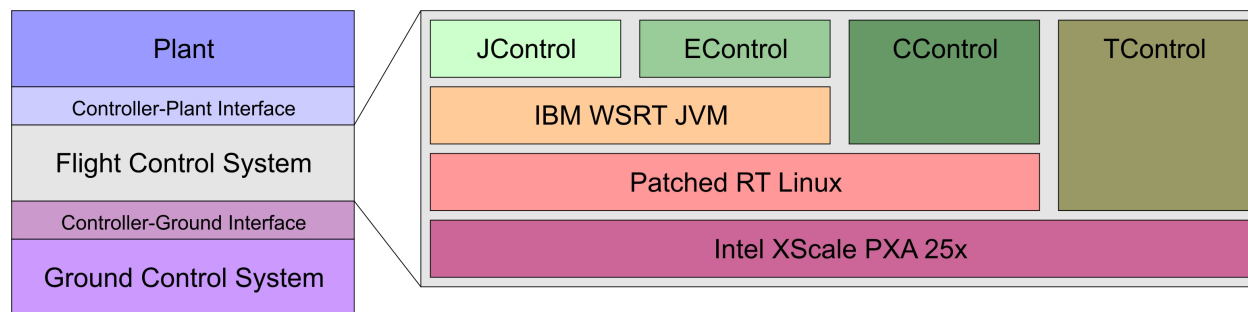 Plant
Controller-Plant Interface
Flight Control System
Controller-Ground Interface
Ground Control System
JControl
EControl
CControl
TControl
IBM WSRT JVM
Patched RT Linux
Intel XScale PXA 25x